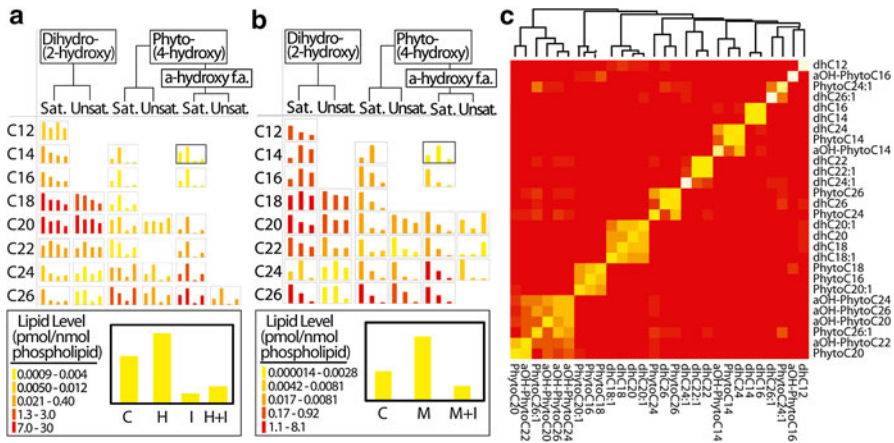 a
Dihydro-
(2-hydroxy)
Phyto-
(4-hydroxy)
a-hydroxy f.a.
Sat. Unsat. Sat. Unsat. Sat. Unsat.
C12
C14
C16
C18
C20
C22
C24
C26
Lipid Level
(pmol/nmol
phospholipid)
0.0009 - 0.004
0.0050 - 0.012
0.021 - .40
1.3 - 3.0
7.0 - 30
C H I H+I
b
Dihydro-
(2-hydroxy)
Phyto-
(4-hydroxy)
a-hydroxy f.a.
Sat. Unsat. Sat. Unsat. Sat. Unsat.
C12
C14
C16
C18
C20
C22
C24
C26
Lipid Level
(pmol/nmol
phospholipid)
0.000014 - 0.0028
0.0042 - 0.0081
0.017 - 0.0081
0.17 - 0.92
1.1 - 8.1
C M M+I
c
dhC12
aOH-PhytoC16
PhytoC24:1
dhC26:1
dhC16
dhC14
dhC24
PhytoC14
aOH-PhytoC14
dhC22
dhC22:1
dhC24:1
PhytoC26
dhC26
PhytoC24
dhC20:1
dhC20
dhC18
dhC18:1
PhytoC18
PhytoC16
PhytoC20:1
aOH-PhytoC24
aOH-PhytoC26
aOH-PhytoC20
PhytoC26:1
aOH-PhytoC22
PhytoC20
PhytoC20
aOH-PhytoC22
PhytoC26:1
aOH-PhytoC20
aOH-PhytoC26
aOH-PhytoC24
PhytoC20:1
PhytoC16
PhytoC18
dhC18:1
dhC18
dhC20
dhC20:1
PhytoC24
dhC26
PhytoC26
dhC24:1
dhC22:1
dhC22
aOH-PhytoC14
PhytoC14
dhC24
dhC14
dhC16
dhC26:1
PhytoC24:1
aOH-PhytoC16
dhC12